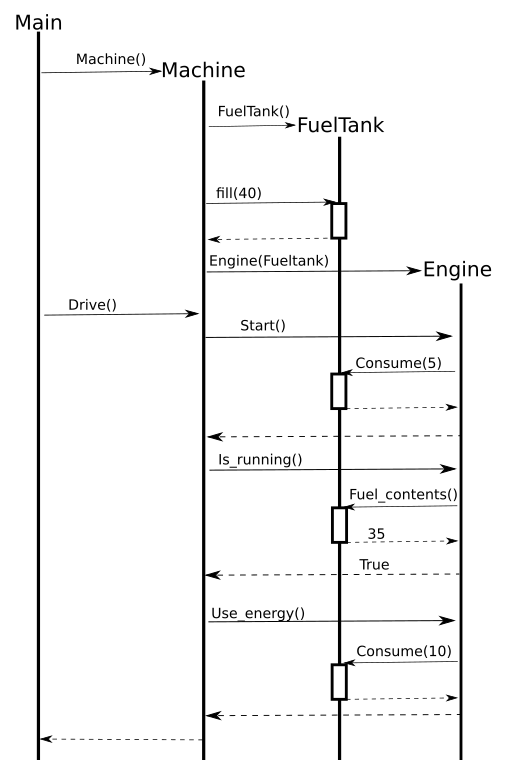 Main
Machine()
Machine
FuelTank()
FuelTank
fill(40)
Engine(Fueltank)
Engine
Drive()
Start()
Consume(5)
Is_running()
Fuel_contents()
35
True
Use_energy()
Consume(10)